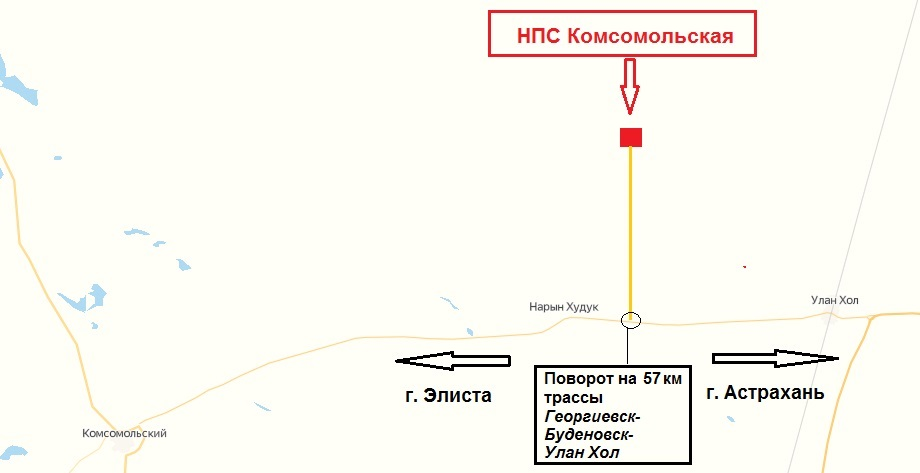 НПС Комсомольская
Нарын Худук
Улан Хол
г. Элиста
Поворот на 57 км
трассы
Георгиевск-
Буденовск-
Улан Хол
г. Астрахань
Комсомольский